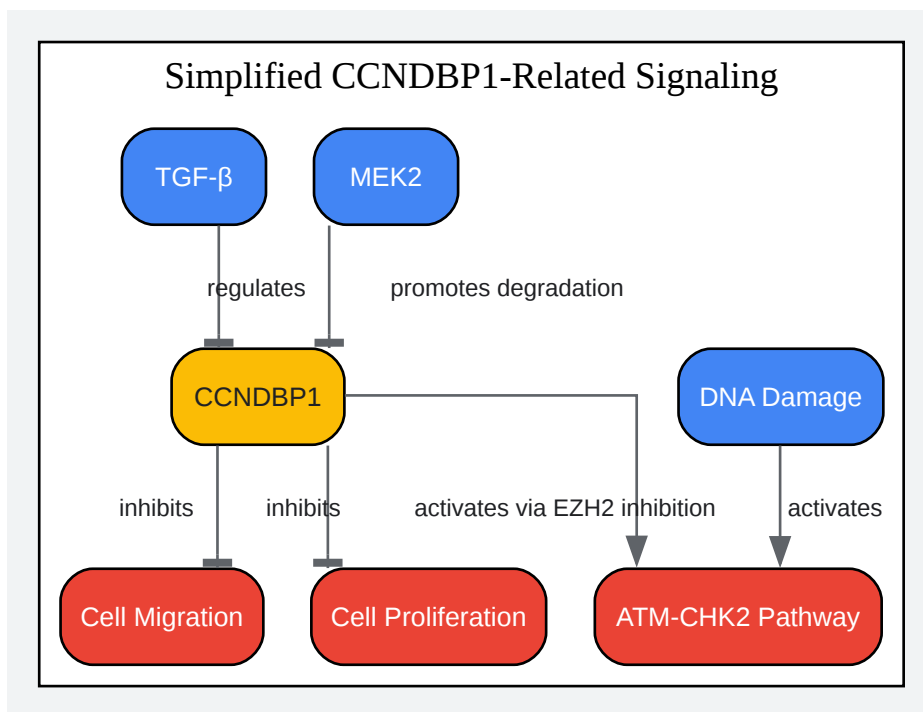 Simplified CCNDBP1-Related Signaling
TGF-β
MEK2
regulates
promotes degradation
CCNDBP1
DNA Damage
inhibits
inhibits
activates via EZH2 inhibition
activates
Cell Migration
Cell Proliferation
ATM-CHK2 Pathway